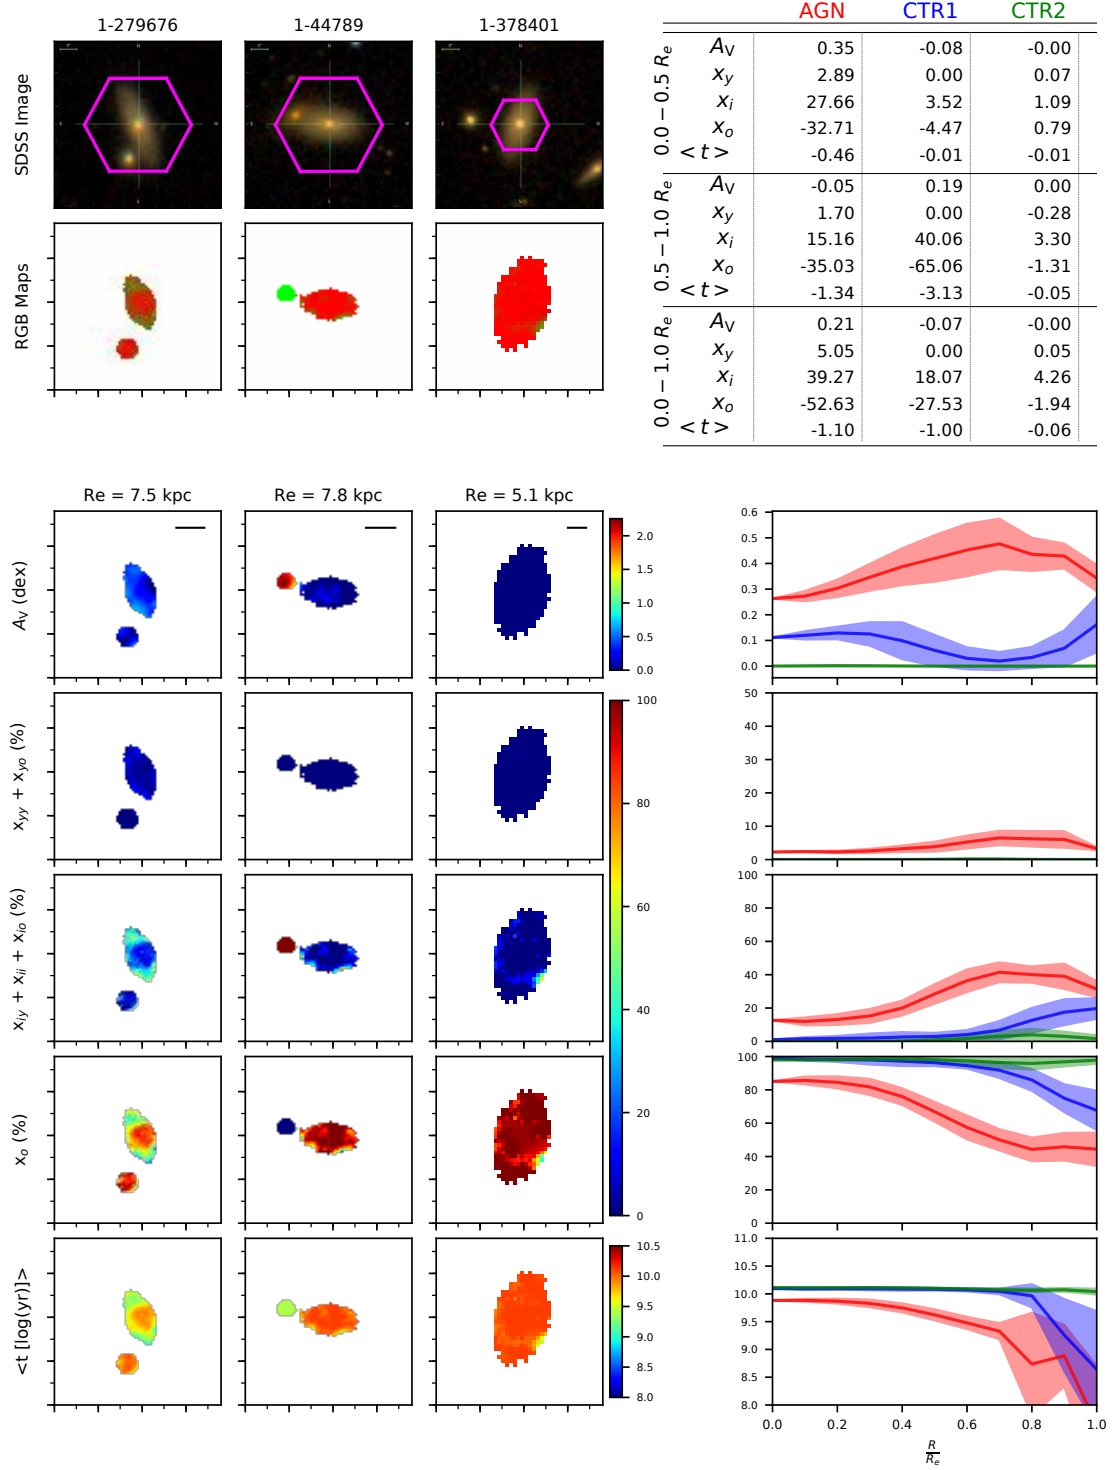 1-279676 1-44789 1-378401
SDSS Image
RGB Maps
AGN CTR1 CTR2
0.0 − 0.5 Re
AV 0.35 -0.08 -0.00
xy 2.89 0.00 0.07
xi 27.66 3.52 1.09
xo -32.71 -4.47 0.79
<t> -0.46 -0.01 -0.01
0.5 − 1.0 Re
AV -0.05 0.19 0.00
xy 1.70 0.00 -0.28
xi 15.16 40.06 3.30
xo -35.03 -65.06 -1.31
<t> -1.34 -3.13 -0.05
0.0 − 1.0 Re
AV 0.21 -0.07 -0.00
xy 5.05 0.00 0.05
xi 39.27 18.07 4.26
xo -52.63 -27.53 -1.94
<t> -1.10 -1.00 -0.06
Re = 7.5 kpc Re = 7.8 kpc Re = 5.1 kpc
AV (dex)
2.0
1.5
1.0
0.5
0.0
0.6
0.5
0.4
0.3
0.2
0.1
0.0
xyy + xyo (%)
100
80
60
40
20
0
50
40
30
20
10
0
xiy + xii + xio (%)
100
80
60
40
20
0
xo (%)
100
80
60
40
20
0
<t [log(yr)]>
10.5
10.0
9.5
9.0
8.5
8.0
11.0
10.5
10.0
9.5
9.0
8.5
8.0
0.0 0.2 0.4 0.6 0.8 1.0
R
Re